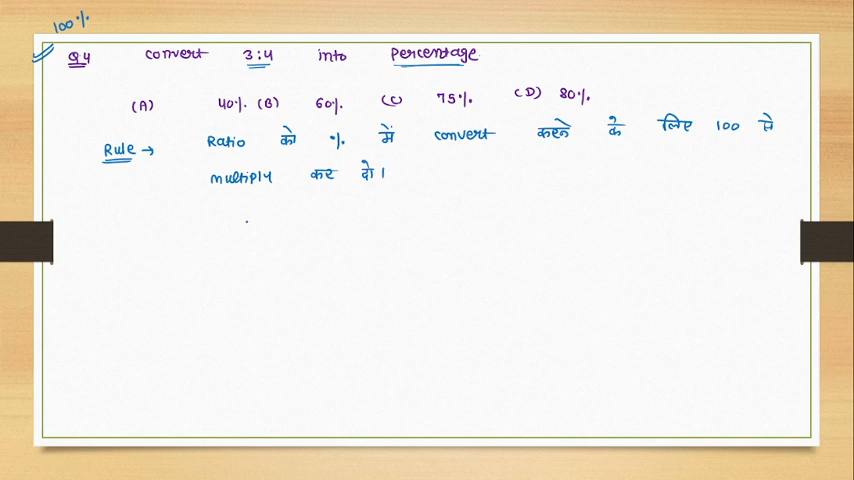 100%
Q4 convert 3:4 into Percentage
(A) 40% (B) 60% (C) 75% (D) 80%
Rule → Ratio को % में convert करने के लिए 100 से
multiply कर दो।